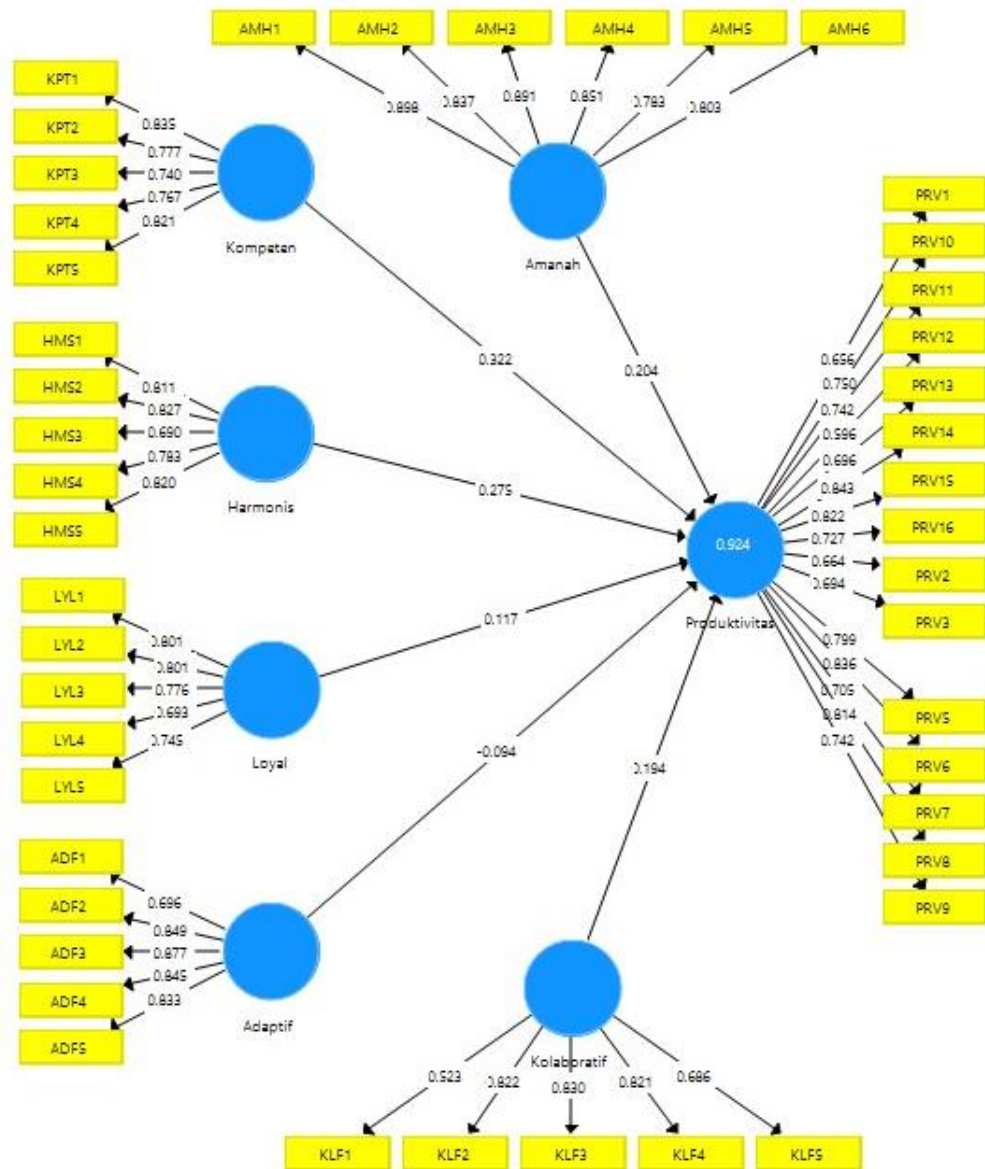 AMH1 AMH2 AMH3 AMH4 AMH5 AMH6
0.898 0.837 0.891 0.851 0.783 0.803
Amanah
KPT1
KPT2
KPT3
KPT4
KPT5
0.835
0.777
0.740
0.767
0.821
Kompeten
HMS1
HMS2
HMS3
HMS4
HMS5
0.811
0.827
0.690
0.783
0.820
Harmonis
LYL1
LYL2
LYL3
LYL4
LYL5
0.801
0.801
0.776
0.693
0.745
Loyal
ADF1
ADF2
ADF3
ADF4
ADF5
0.696
0.849
0.877
0.845
0.833
Adaptif
0.322
0.204
0.275
0.117
-0.094
0.194
0.924
Produktivitas
0.656
0.750
0.742
0.596
0.696
0.843
0.822
0.727
0.664
0.694
0.799
0.836
0.705
0.814
0.742
PRV1
PRV10
PRV11
PRV12
PRV13
PRV14
PRV15
PRV16
PRV2
PRV3
PRV5
PRV6
PRV7
PRV8
PRV9
Kolaboratif
0.523 0.822 0.830 0.821 0.686
KLF1 KLF2 KLF3 KLF4 KLF5